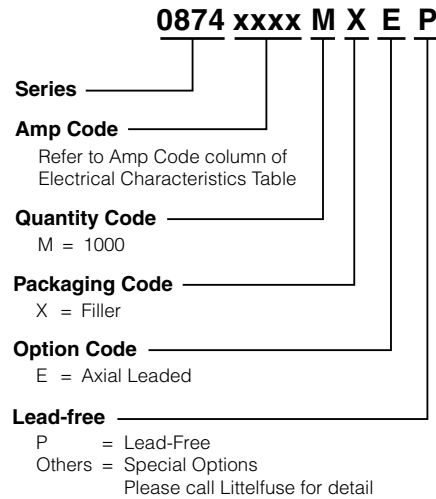 0874 xxxx M X E P
Series
Amp Code
Refer to Amp Code column of
Electrical Characteristics Table
Quantity Code
M = 1000
Packaging Code
X = Filler
Option Code
E = Axial Leaded
Lead-free
P = Lead-Free
Others = Special Options
Please call Littelfuse for detail